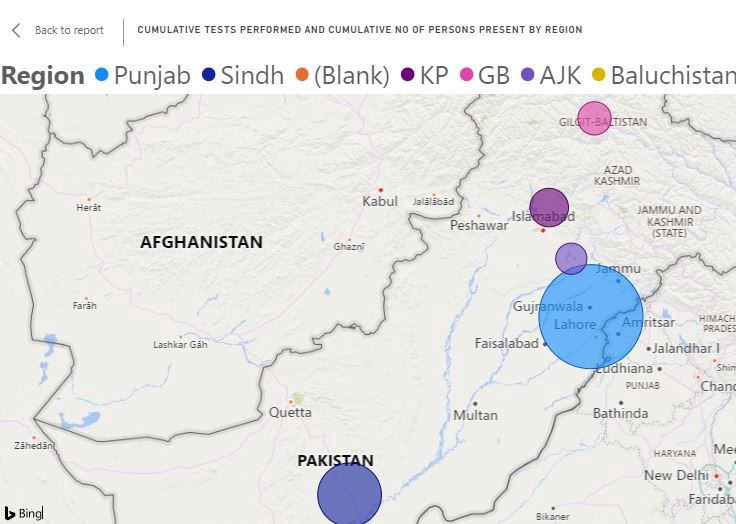 Back to report
CUMULATIVE TESTS PERFORMED AND CUMULATIVE NO OF PERSONS PRESENT BY REGION
Region Punjab Sindh (Blank) KP GB AJK Baluchistan
GILGIT-BALTISTAN
AZAD
KASHMIR
Kabul
Jalālābād
Herāt
Peshawar
Islamabad
JAMMU AND
KASHMIR
(STATE)
AFGHANISTAN
Ghaznī
Jammu
Farāh
Gujranwala
Lahore
Amritsar
HIMACH
PRADES
Lashkar Gāh
Faisalabad
Jalandhar I
Ludhiana
Shim
PUNJAB
Chand
Quetta
Multan
Bathinda
Zāhedān
HARYANA
Mee
PAKISTAN
New Delhi
Faridab
Bikaner
Bing